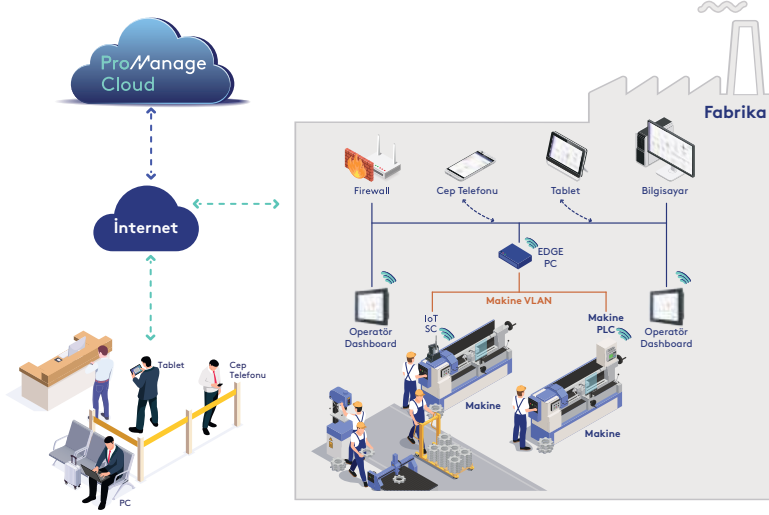 ProManage
Cloud
Fabrika
Firewall
Cep Telefonu
Tablet
Bilgisayar
İnternet
EDGE
PC
Makine VLAN
IoT
SC
Makine
PLC
Operatör
Dashboard
Operatör
Dashboard
Tablet
Cep
Telefonu
Makine
Makine
PC